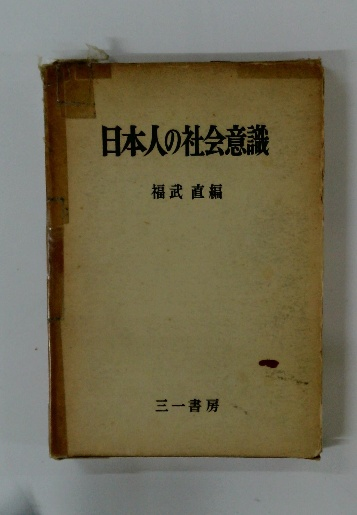 日本人の社会意識
福武 直編
三一書房